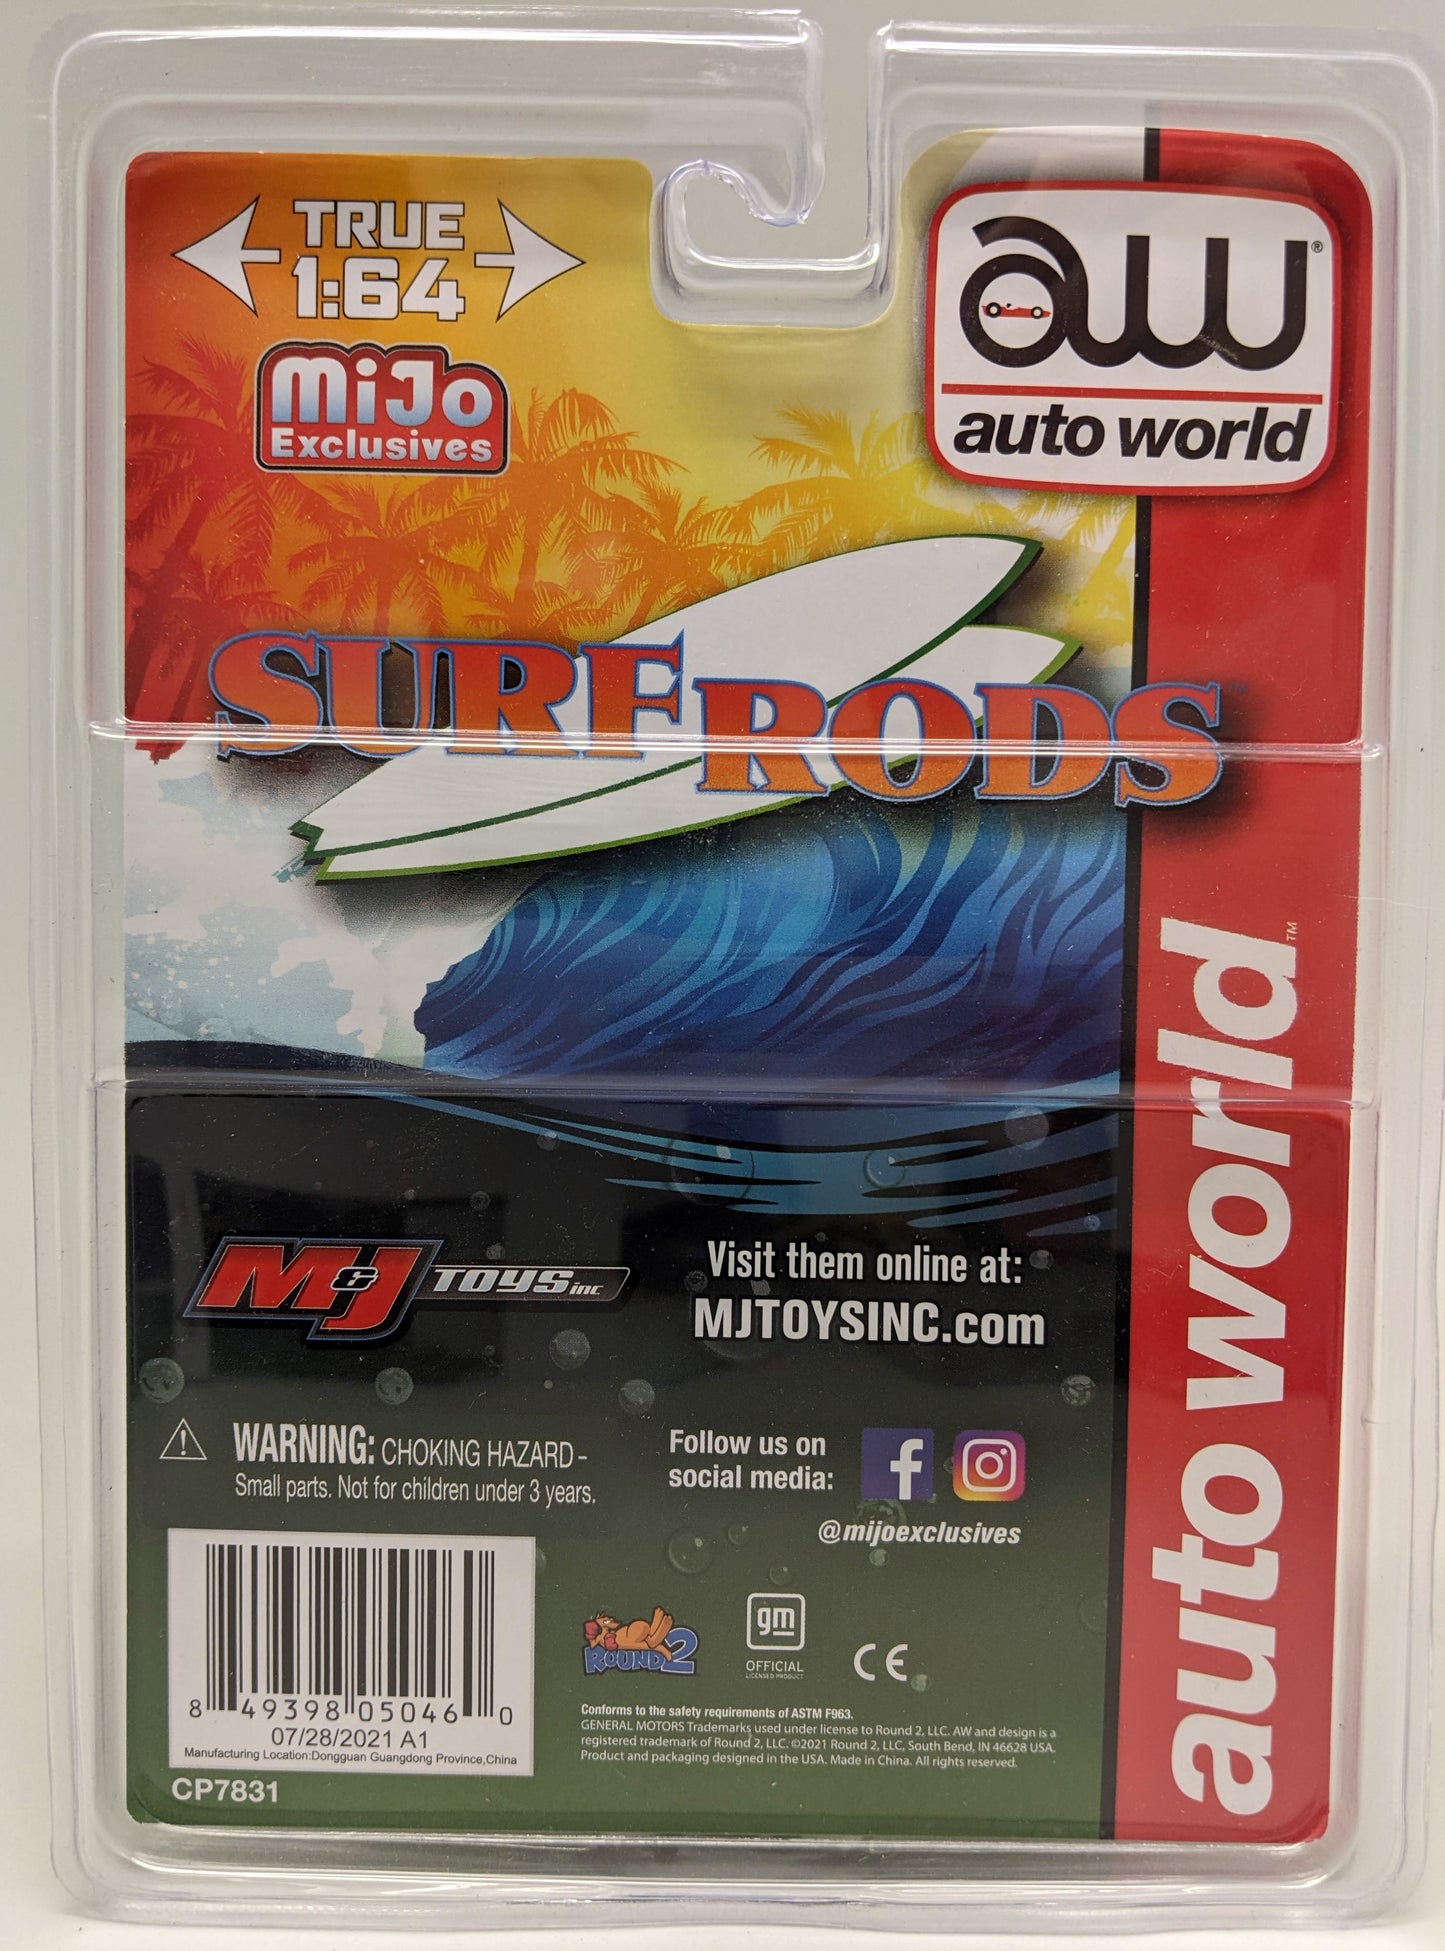 TRUE
1:64
MiJo
Exclusives
aw®
auto world
SURF RODS™
auto world™
M&J TOYS inc
Visit them online at:
MJTOYSINC.com
WARNING: CHOKING HAZARD -
Small parts. Not for children under 3 years.
Follow us on
social media:
@mijoexclusives
8 49398 05046 0
07/28/2021 A1
Manufacturing Location:Dongguan Guangdong Province,China
CP7831
ROUND 2
gm
OFFICIAL
LICENSED PRODUCT
CE
Conforms to the safety requirements of ASTM F963.
GENERAL MOTORS Trademarks used under license to Round 2, LLC. AW and design is a
registered trademark of Round 2, LLC. ©2021 Round 2, LLC, South Bend, IN 46628 USA.
Product and packaging designed in the USA. Made in China. All rights reserved.